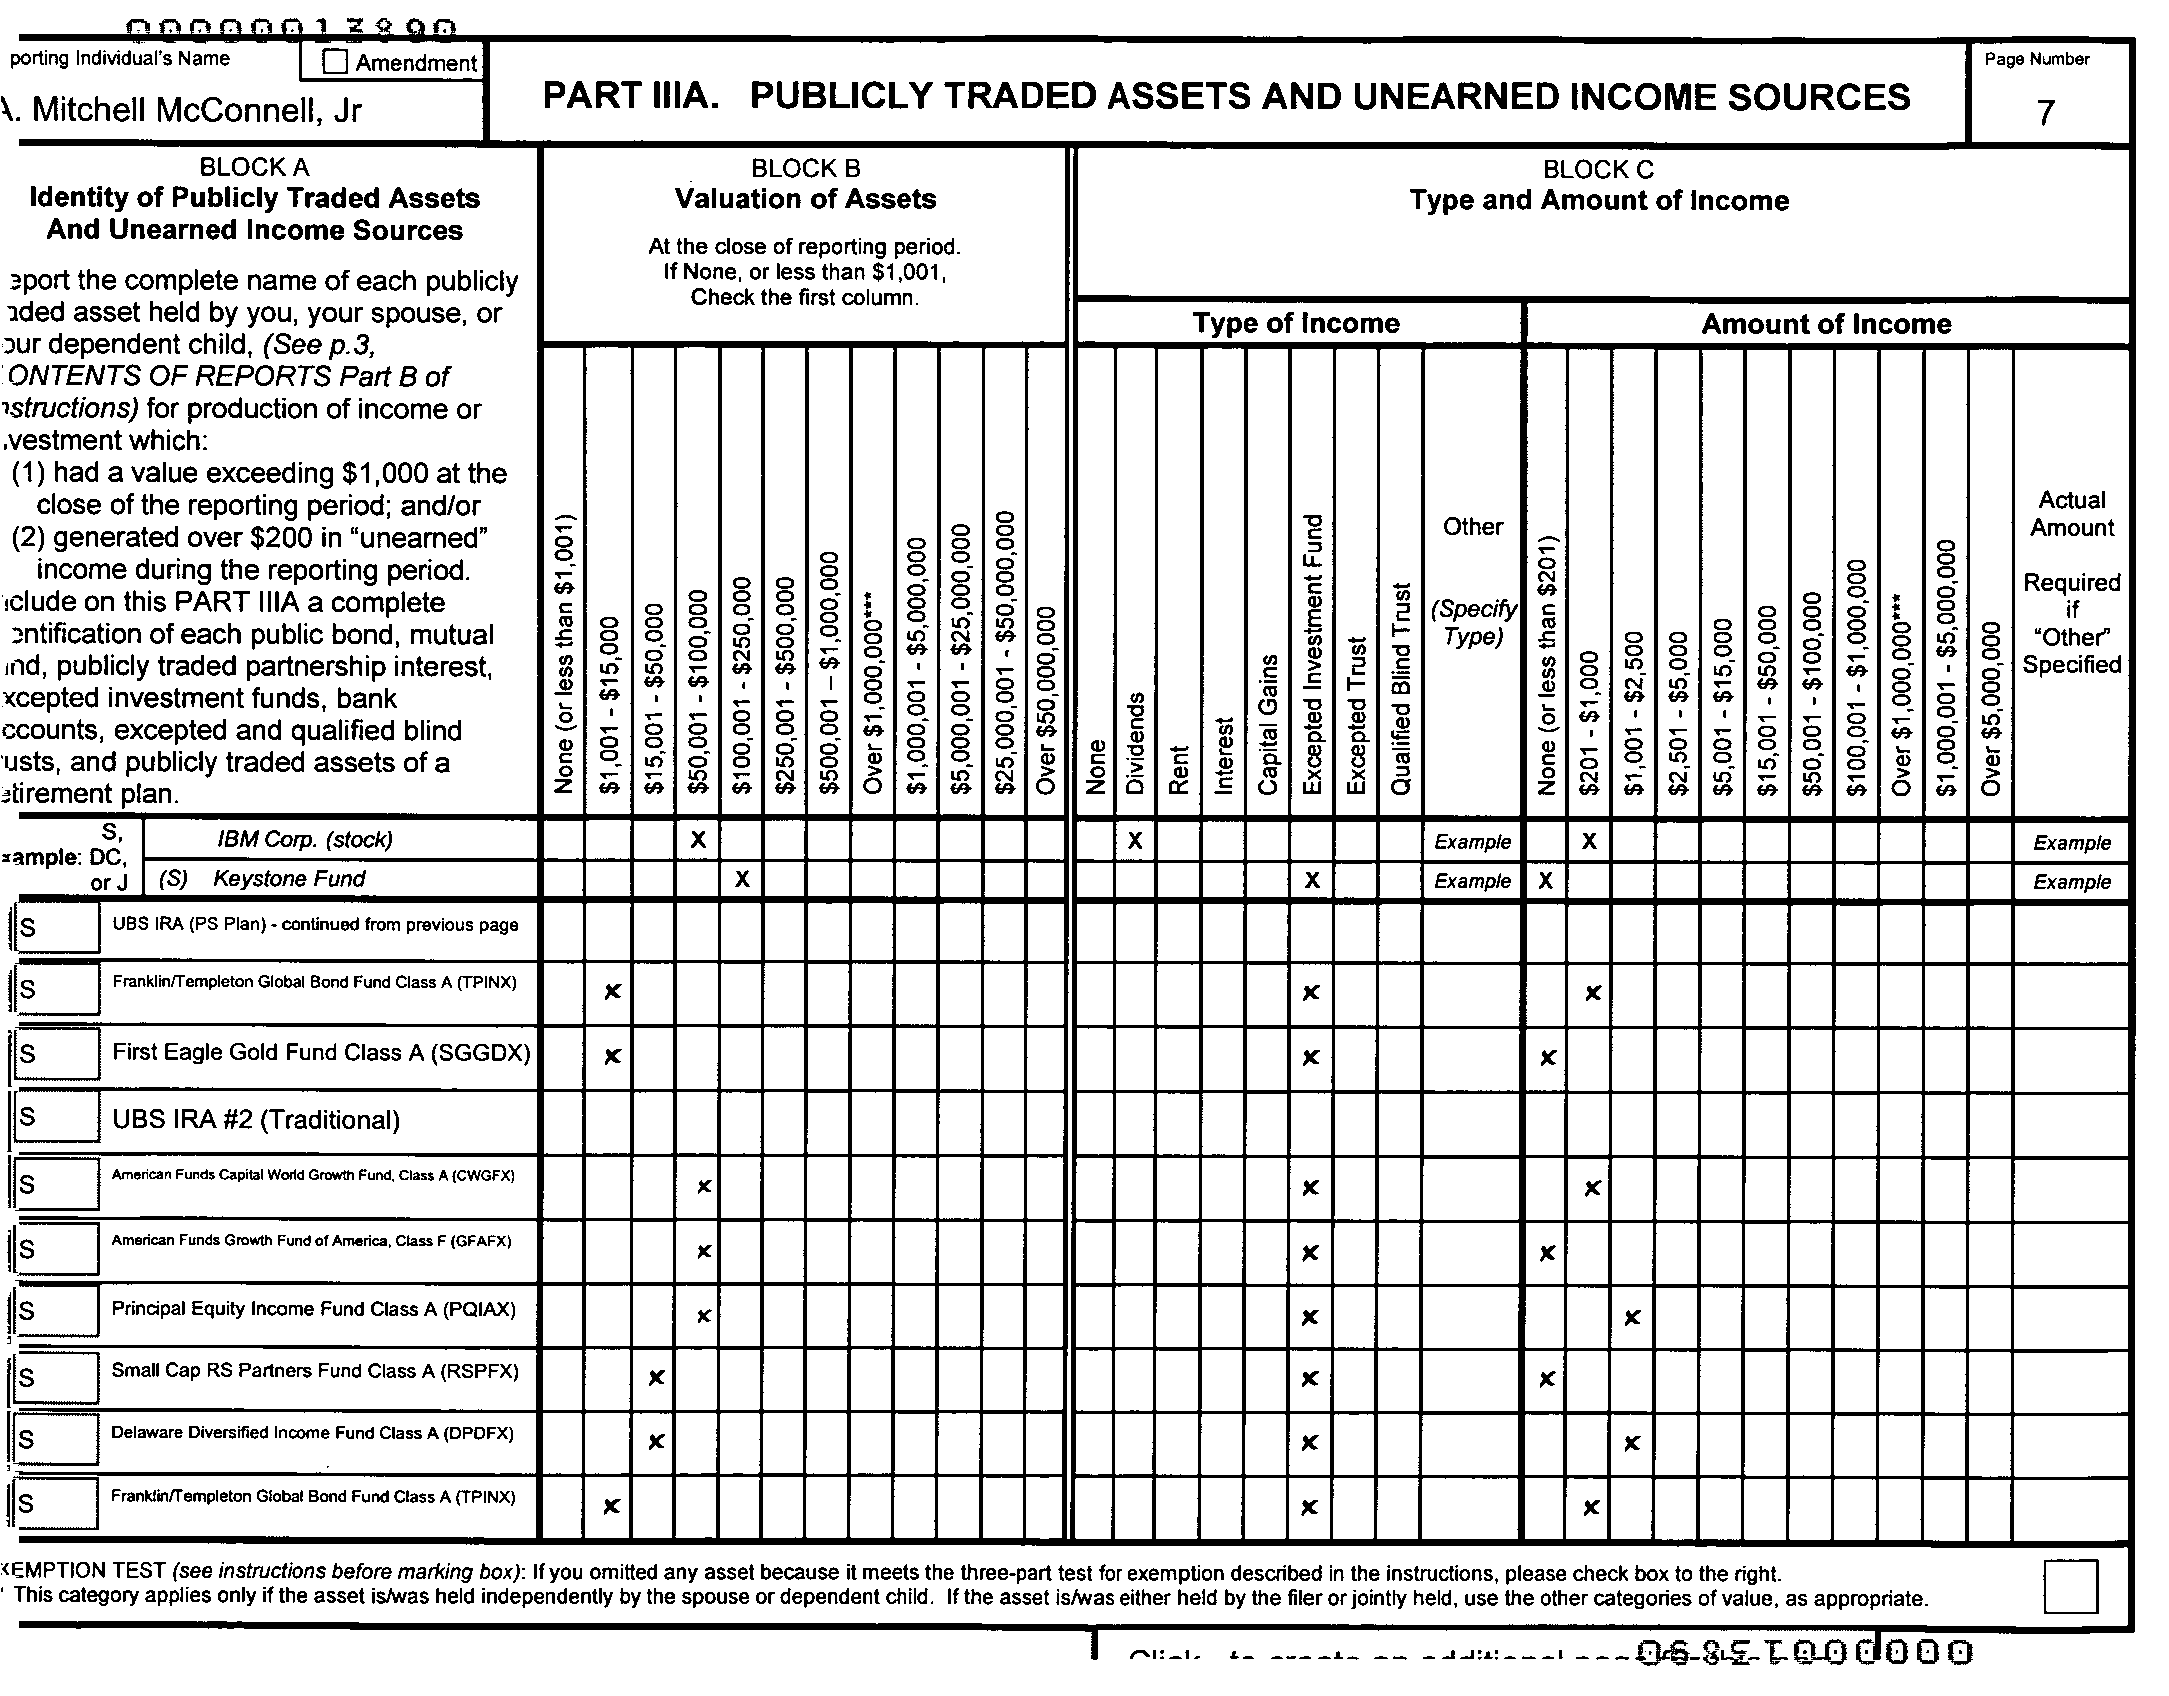 00000013890
porting Individual's Name
Amendment
A. Mitchell McConnell, Jr
PART IIIA. PUBLICLY TRADED ASSETS AND UNEARNED INCOME SOURCES
Page Number
7
BLOCK A
Identity of Publicly Traded Assets
And Unearned Income Sources
eport the complete name of each publicly
aded asset held by you, your spouse, or
our dependent child, (See p.3,
ONTENTS OF REPORTS Part B of
nstructions) for production of income or
vestment which:
(1) had a value exceeding $1,000 at the
close of the reporting period; and/or
(2) generated over $200 in “unearned”
income during the reporting period.
nclude on this PART IIIA a complete
entification of each public bond, mutual
und, publicly traded partnership interest,
xcepted investment funds, bank
ccounts, excepted and qualified blind
rusts, and publicly traded assets of a
etirement plan.
BLOCK B
Valuation of Assets
At the close of reporting period.
If None, or less than $1,001,
Check the first column.
None (or less than $1,001)
$1,001 - $15,000
$15,001 - $50,000
$50,001 - $100,000
$100,001 - $250,000
$250,001 - $500,000
$500,001 – $1,000,000
Over $1,000,000***
$1,000,001 - $5,000,000
$5,000,001 - $25,000,000
$25,000,001 - $50,000,000
Over $50,000,000
BLOCK C
Type and Amount of Income
Type of Income
None
Dividends
Rent
Interest
Capital Gains
Excepted Investment Fund
Excepted Trust
Qualified Blind Trust
Other
(Specify
Type)
Amount of Income
None (or less than $201)
$201 - $1,000
$1,001 - $2,500
$2,501 - $5,000
$5,001 - $15,000
$15,001 - $50,000
$50,001 - $100,000
$100,001 - $1,000,000
Over $1,000,000***
$1,000,001 - $5,000,000
Over $5,000,000
Actual
Amount
Required
if
“Other”
Specified
xample: S,
DC,
or J
IBM Corp. (stock) X X Example X Example
(S) Keystone Fund X X Example X Example
S UBS IRA (PS Plan) - continued from previous page
S Franklin/Templeton Global Bond Fund Class A (TPINX) x x x
S First Eagle Gold Fund Class A (SGGDX) x x x
S UBS IRA #2 (Traditional)
S American Funds Capital World Growth Fund, Class A (CWGFX) x x x
S American Funds Growth Fund of America, Class F (GFAFX) x x x
S Principal Equity Income Fund Class A (PQIAX) x x x
S Small Cap RS Partners Fund Class A (RSPFX) x x x
S Delaware Diversified Income Fund Class A (DPDFX) x x x
S Franklin/Templeton Global Bond Fund Class A (TPINX) x x x
XEMPTION TEST (see instructions before marking box): If you omitted any asset because it meets the three-part test for exemption described in the instructions, please check box to the right.
* This category applies only if the asset is/was held independently by the spouse or dependent child. If the asset is/was either held by the filer or jointly held, use the other categories of value, as appropriate.